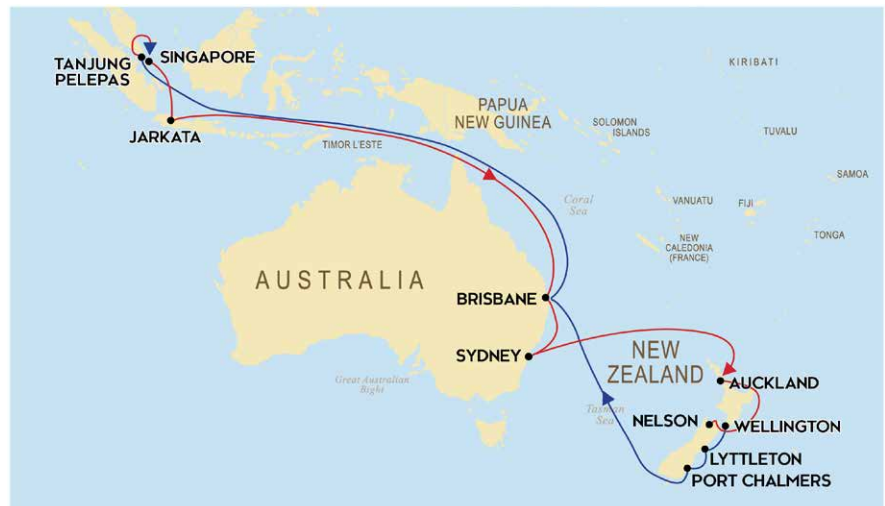 SINGAPORE
TANJUNG
PELEPAS
JARKATA
KIRIBATI
PAPUA
NEW GUINEA
SOLOMON
ISLANDS
TUVALU
TIMOR L'ESTE
SAMOA
Coral
Sea
VANUATU
FIJI
TONGA
NEW
CALEDONIA
(FRANCE)
AUSTRALIA
BRISBANE
SYDNEY
NEW
ZEALAND
Great Australian
Bight
AUCKLAND
Tasman
Sea
NELSON
WELLINGTON
LYTTLETON
PORT CHALMERS